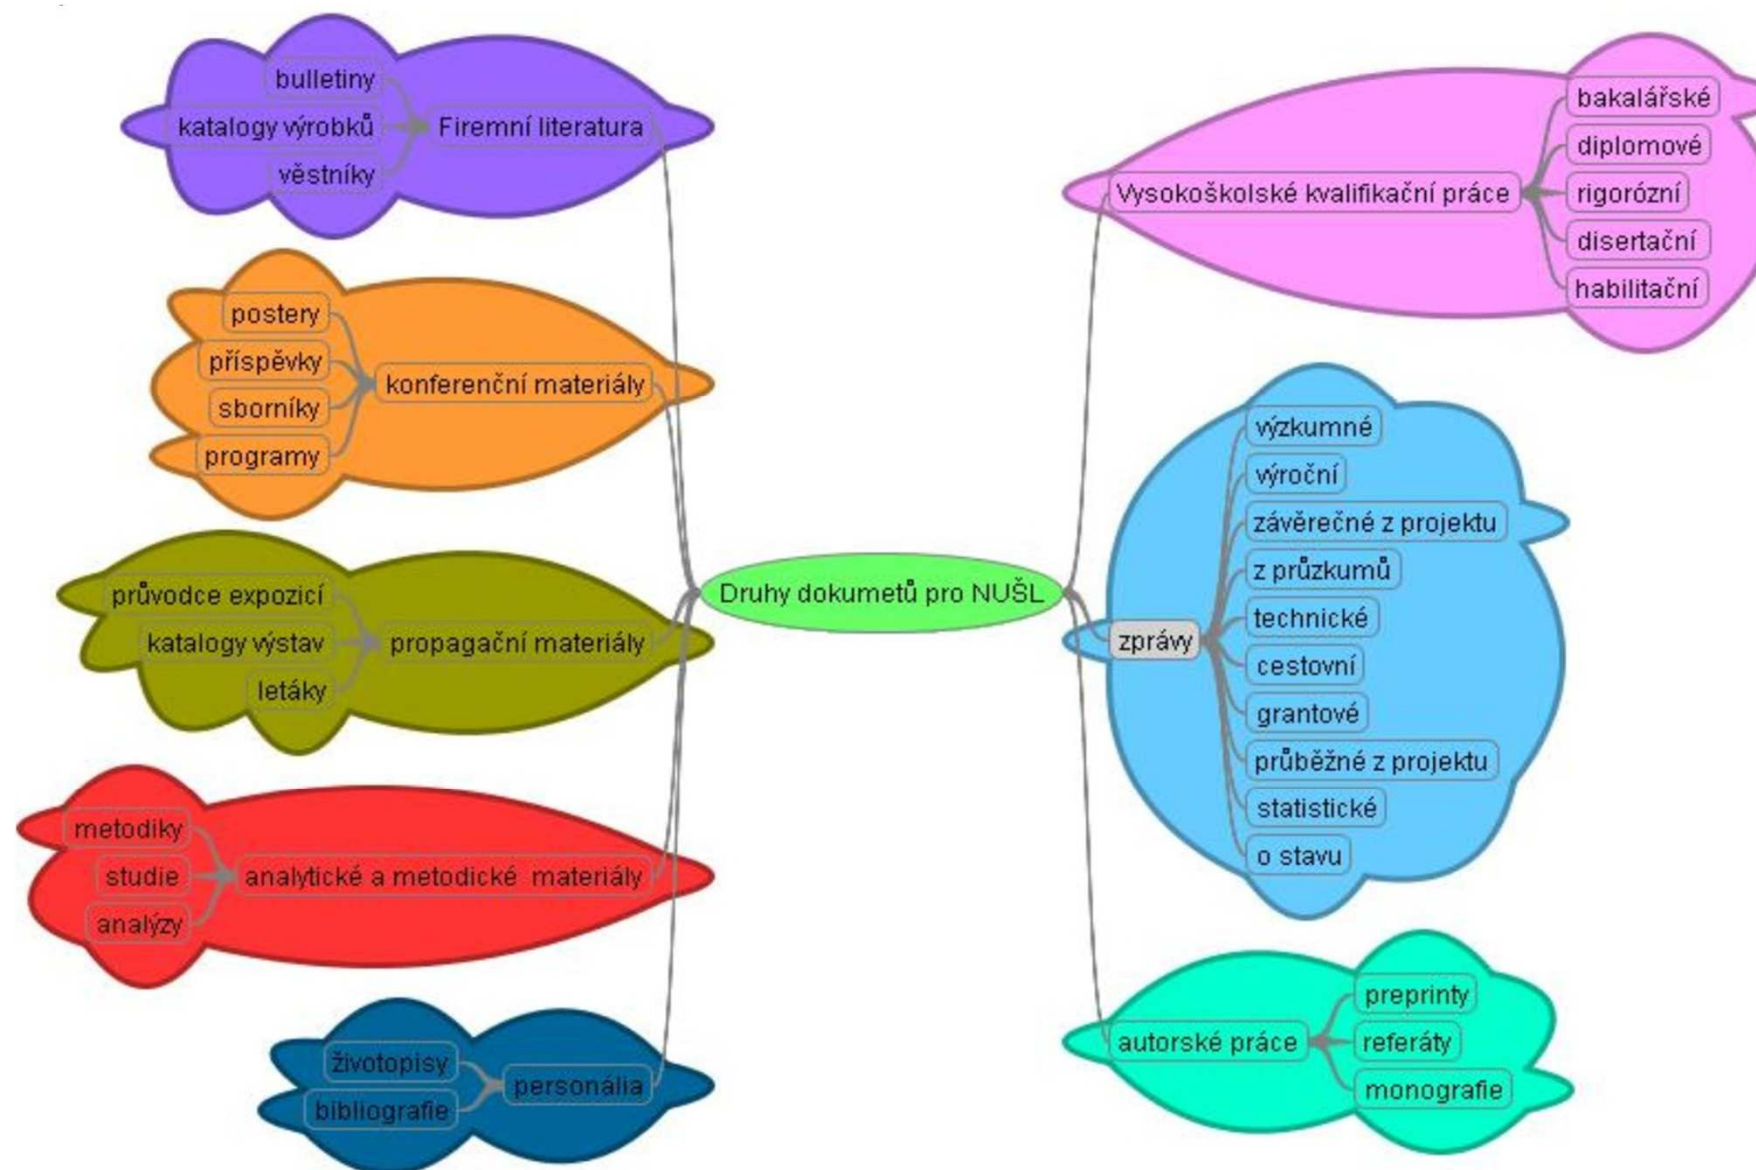 bulletiny
katalogy výrobků
věstníky
Firemní literatura
postery
příspěvky
sborníky
programy
konferenční materiály
průvodce expozicí
katalogy výstav
letáky
propagační materiály
metodiky
studie
analýzy
analytické a metodické materiály
životopisy
bibliografie
personália
Druhy dokumetů pro NUŠL
Vysokoškolské kvalifikační práce
bakalářské
diplomové
rigorózní
disertační
habilitační
zprávy
výzkumné
výroční
závěrečné z projektu
z průzkumů
technické
cestovní
grantové
průběžné z projektu
statistické
o stavu
autorské práce
preprinty
referáty
monografie